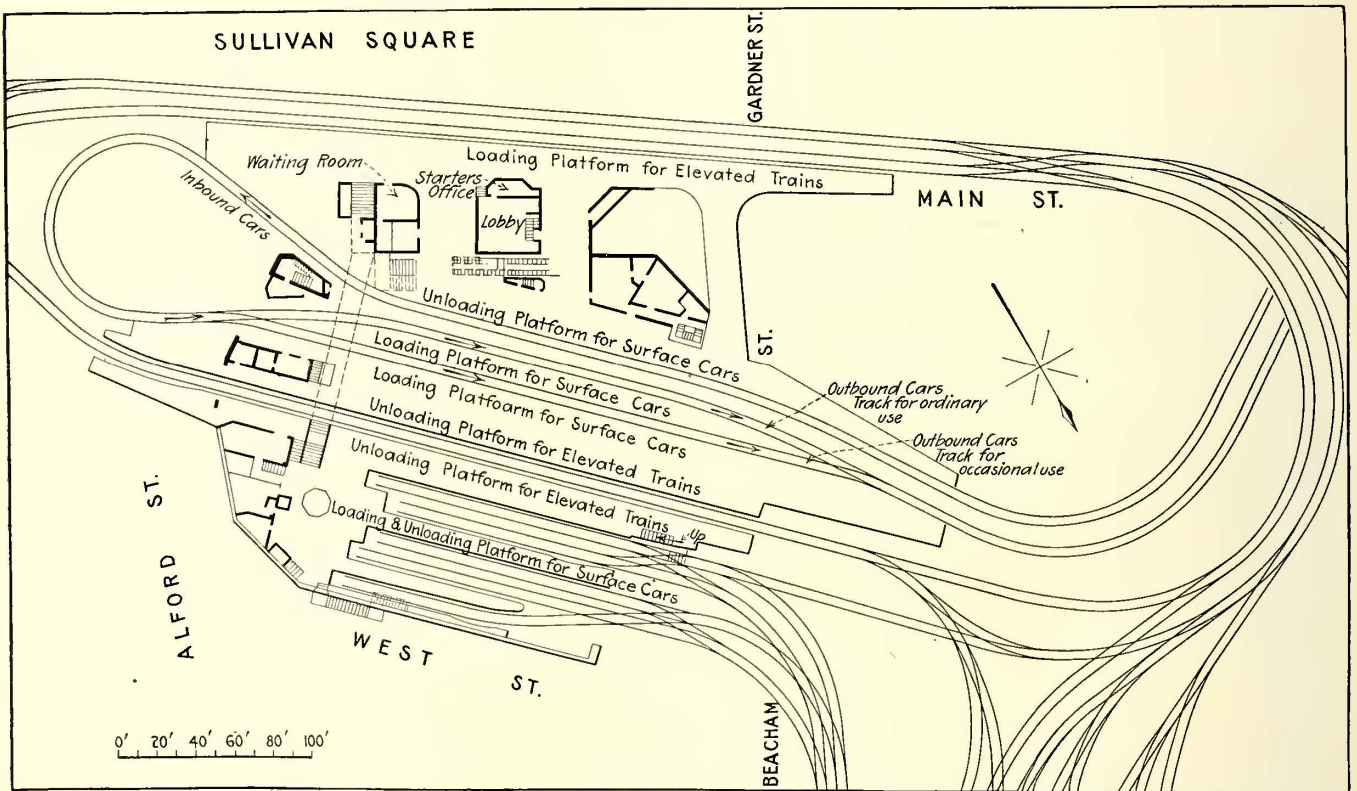 SULLIVAN SQUARE
GARDNER ST.
Waiting Room
Starters
Office
Lobby
Loading Platform for Elevated Trains
MAIN ST.
Inbound Cars
Unloading Platform for Surface Cars
ST.
Loading Platform for Surface Cars
Loading Platfoarm for Surface Cars
Outbound Cars
Track for ordinary
use
Outbound Cars
Track for
occasional use
Unloading Platform for Elevated Trains
Unloading Platform for Elevated Trains
Up
Loading & Unloading Platform for Surface Cars
ALFORD ST.
WEST ST.
BEACHAM
0' 20' 40' 60' 80' 100'